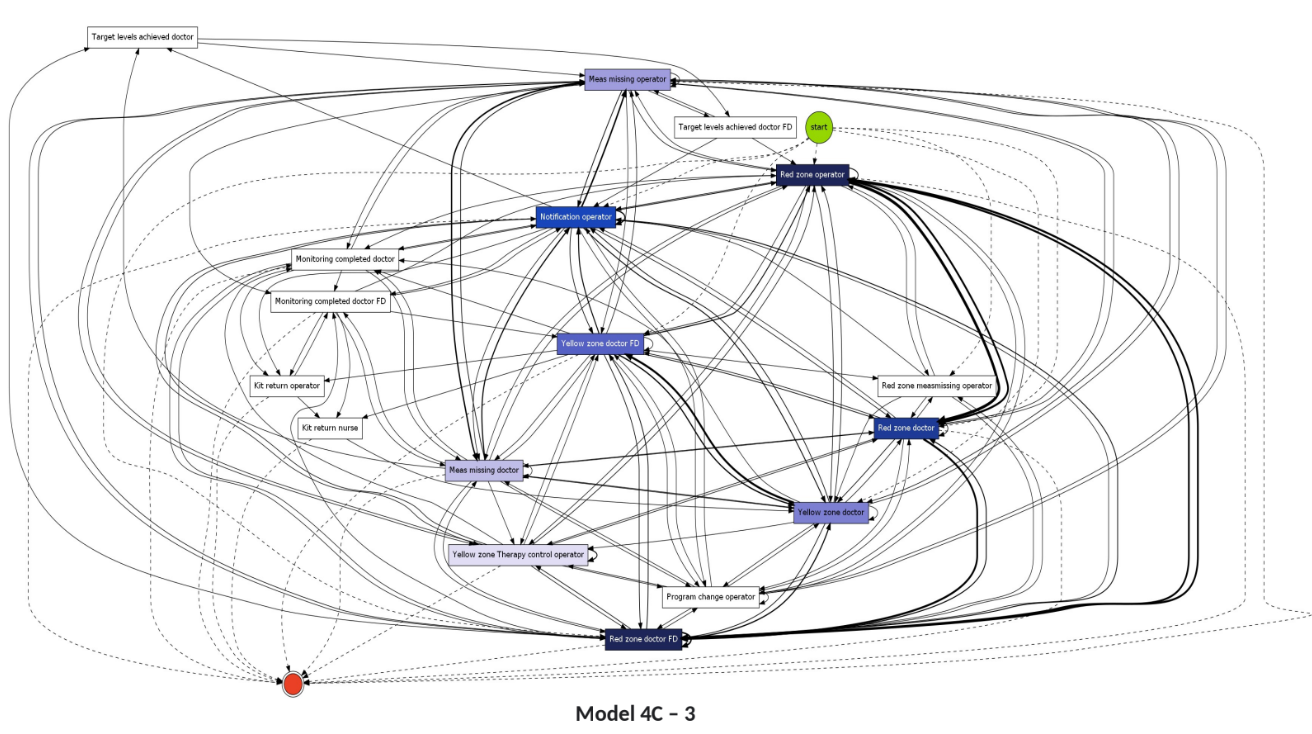 Target levels achieved doctor
Meas missing operator
Target levels achieved doctor FD
start
Red zone operator
Notification operator
Monitoring completed doctor
Monitoring completed doctor FD
Yellow zone doctor FD
Kit return operator
Red zone measmissing operator
Kit return nurse
Red zone doctor
Meas missing doctor
Yellow zone doctor
Yellow zone Therapy control operator
Program change operator
Red zone doctor FD
Model 4C – 3